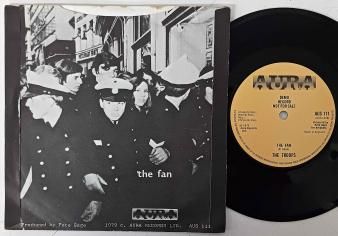 the fan
AURA
Produced by Pete Gage
1979 c. AURA RECORDS LTD.
AUS 111
AURA
DEMO
RECORD
NOT FOR SALE
AUS 111
THE FAN
THE TROOPS